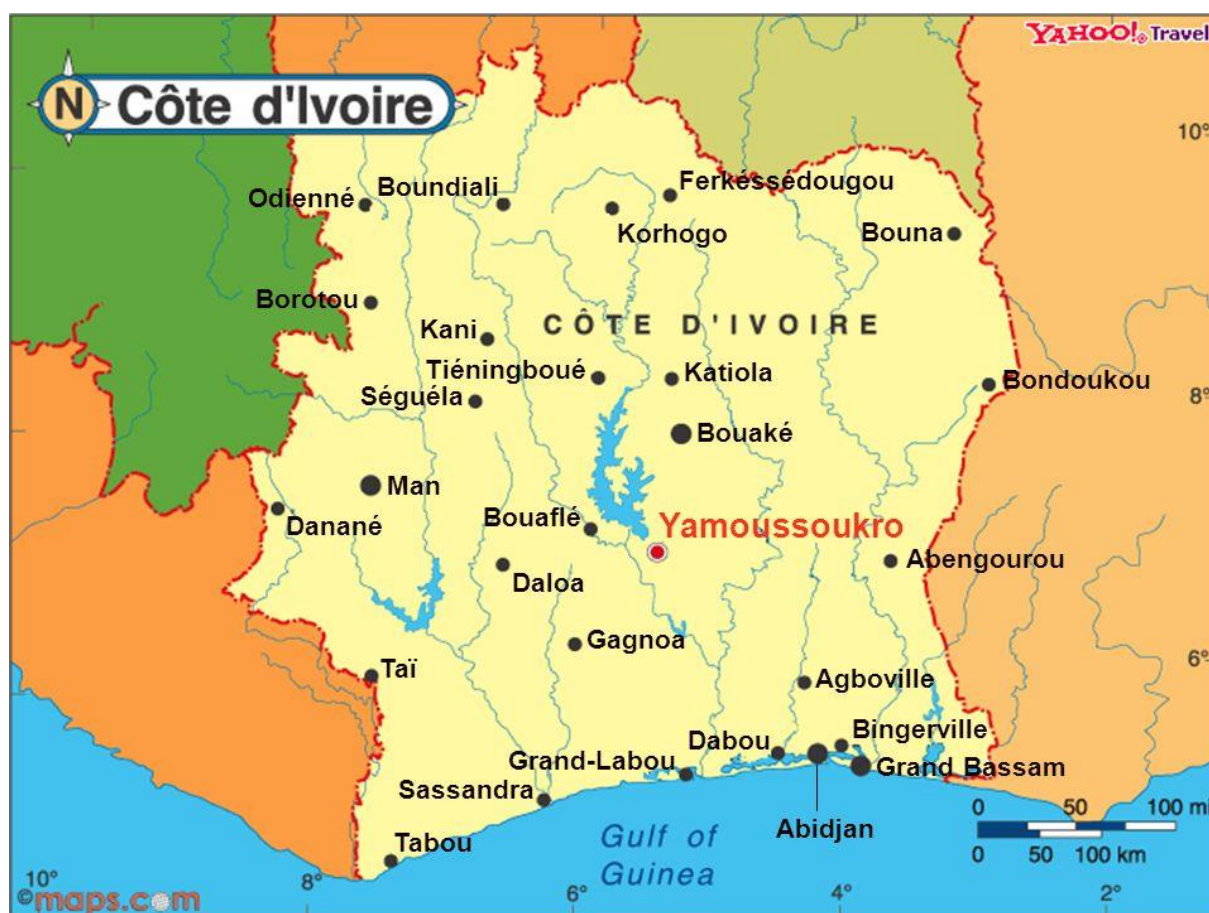 YAHOO! Travel
N Côte d'Ivoire
10°
Odienné
Boundiali
Ferkéssédougou
Korhogo
Bouna
Borotou
Kani
CÔTE D'IVOIRE
Tiéningboué
Katiola
Bondoukou
8°
Séguéla
Bouaké
Man
Danané
Bouaflé
Yamoussoukro
Abengourou
Daloa
Gagnoa
6°
Taï
Agboville
Bingerville
Dabou
Grand-Labou
Grand Bassam
Sassandra
Abidjan
0 50 100 mi
0 50 100 km
Tabou
Gulf of
Guinea
10°
8°
6°
4°
2°
©maps.com